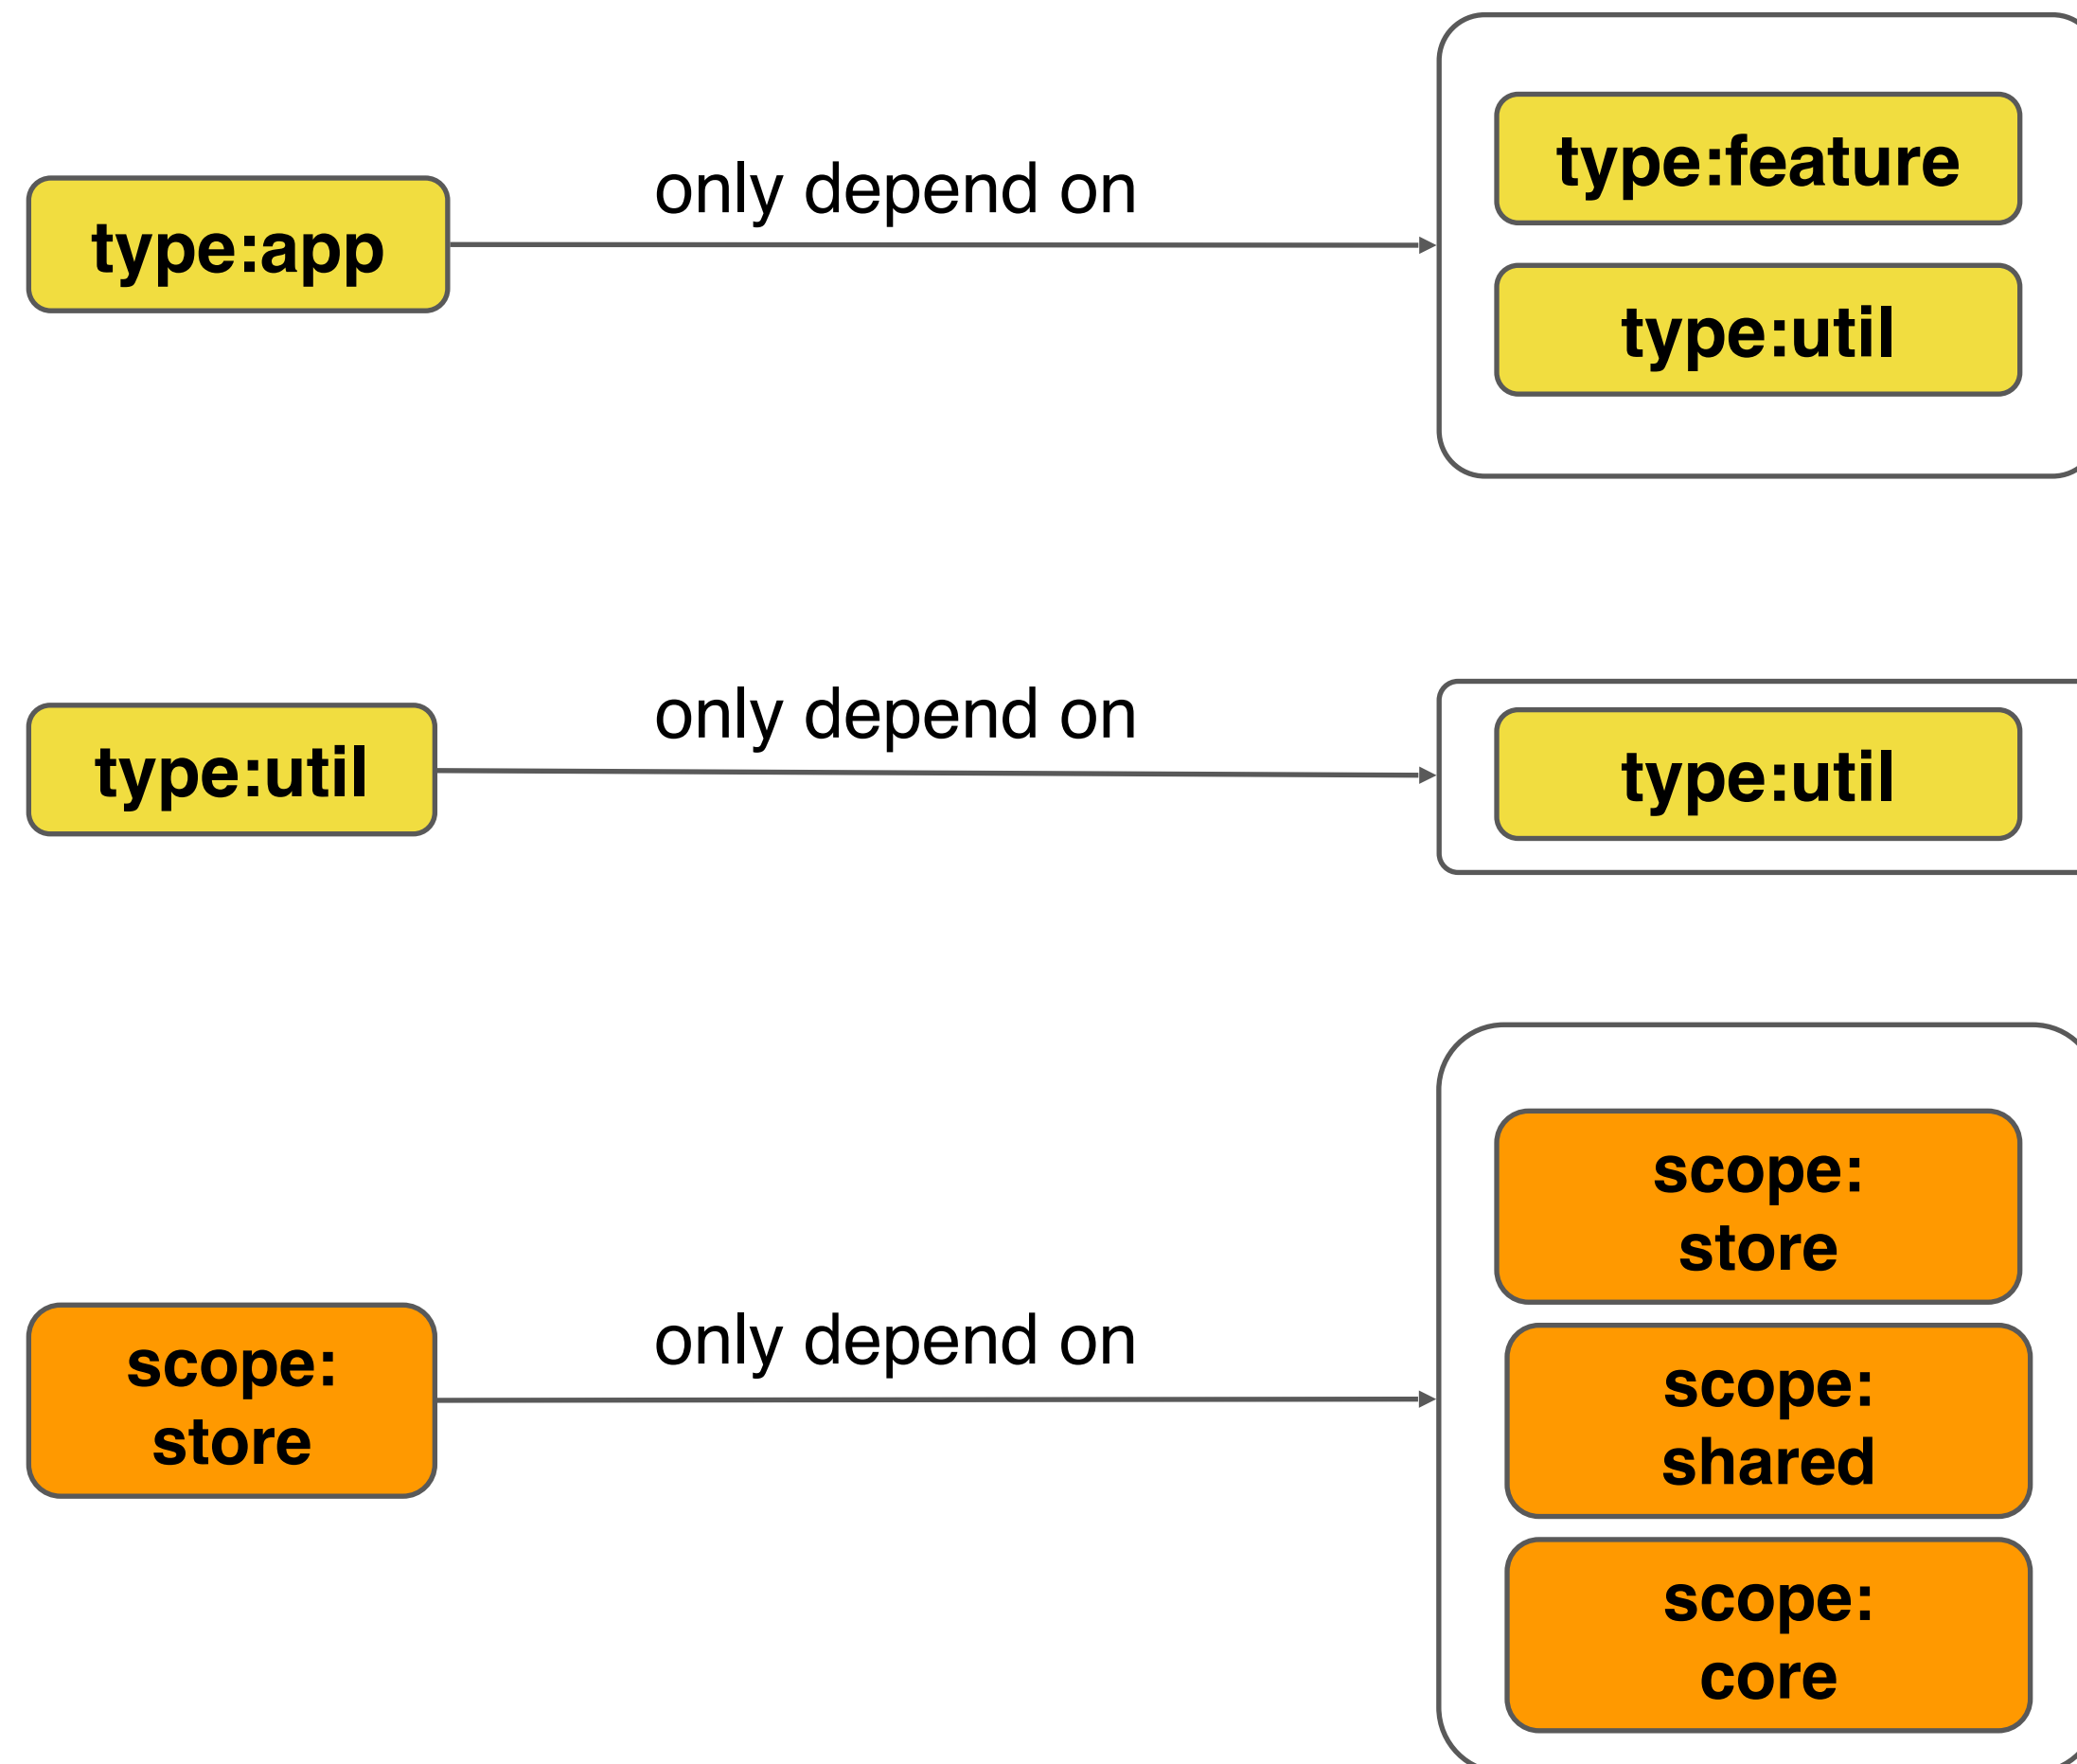 type:app
only depend on
type:feature
type:util
type:util
only depend on
type:util
scope:
store
only depend on
scope:
store
scope:
shared
scope:
core